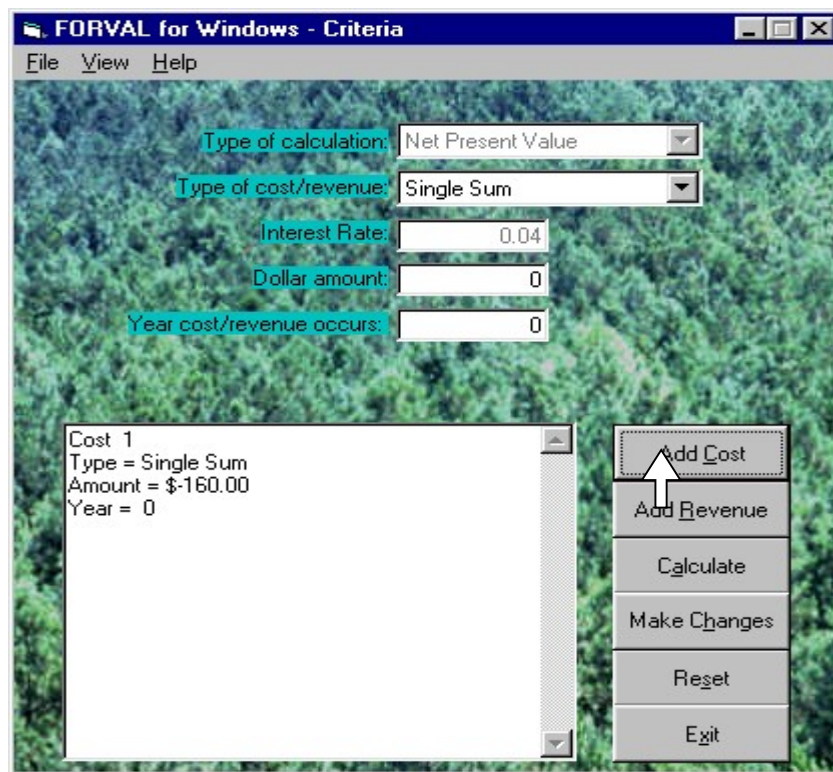 FORVAL for Windows - Criteria
File View Help
Type of calculation: Net Present Value
Type of cost/revenue: Single Sum
Interest Rate: 0.04
Dollar amount: 0
Year cost/revenue occurs: 0
Cost 1
Type = Single Sum
Amount = $-160.00
Year = 0
Add Cost
Add Revenue
Calculate
Make Changes
Reset
Exit